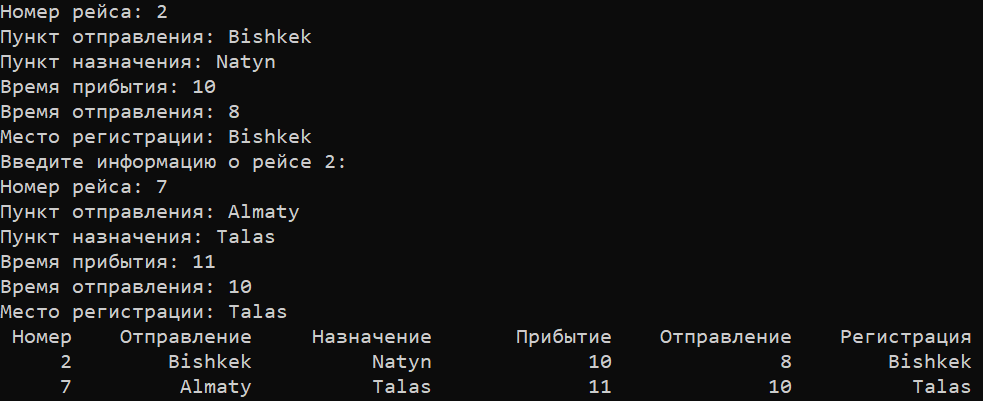 Номер рейса: 2
Пункт отправления: Bishkek
Пункт назначения: Natyn
Время прибытия: 10
Время отправления: 8
Место регистрации: Bishkek
Введите информацию о рейсе 2:
Номер рейса: 7
Пункт отправления: Almaty
Пункт назначения: Talas
Время прибытия: 11
Время отправления: 10
Место регистрации: Talas
Номер Отправление Назначение Прибытие Отправление Регистрация
2 Bishkek Natyn 10 8 Bishkek
7 Almaty Talas 11 10 Talas